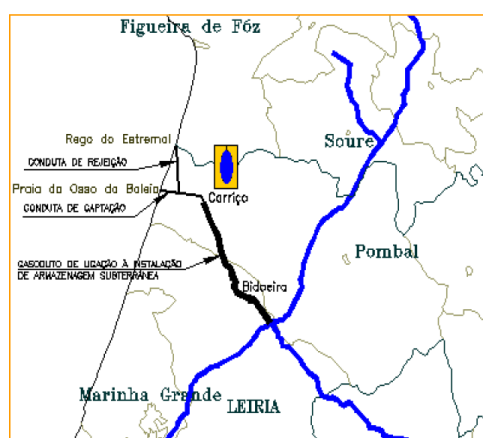 Figueira de Fóz
Rego do Estremal
CONDUTA DE REJEIÇÃO
Soure
Praia do Osso da Baleia
Carriço
CONDUTA DE CAPTAÇÃO
Pombal
GASODUTO DE LIGAÇÃO À INSTALAÇÃO
DE ARMAZENAGEM SUBTERRÂNEA
Bidoeira
Marinha Grande
LEIRIA